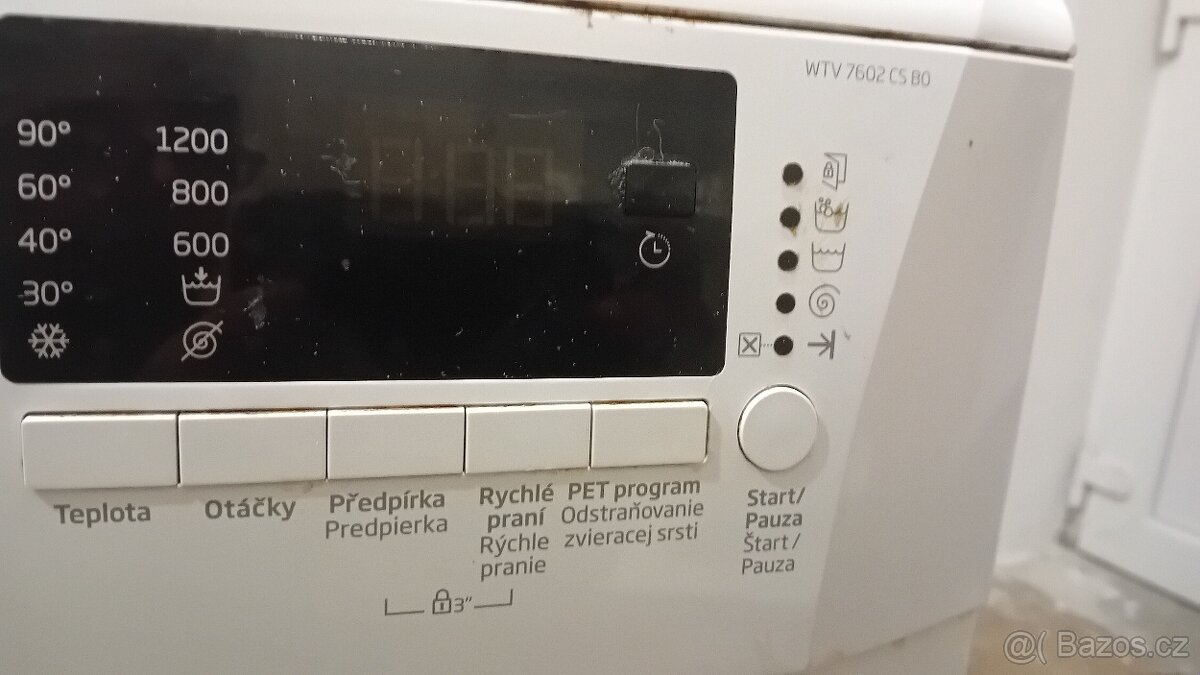 WTV 7602 CS B0
90°
60°
40°
30°
1200
800
600
Teplota
Otáčky
Předpírka
Predpierka
Rychlé
praní
Rýchle
pranie
PET program
Odstraňovanie
zvieracej srsti
Start/
Pauza
Štart/
Pauza
3"
@( Bazos.cz